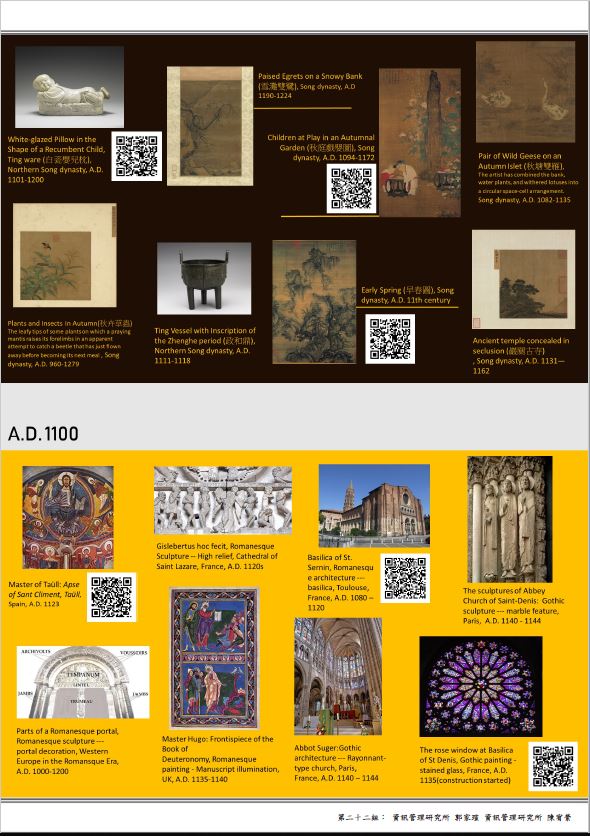 Paised Egrets on a Snowy Bank
(雪灘雙鷺), Song dynasty, A.D
1190-1224
White-glazed Pillow in the
Shape of a Recumbent Child,
Ting ware (白瓷嬰兒枕),
Northern Song dynasty, A.D.
1101-1200
Children at Play in an Autumnal
Garden (秋庭戲嬰圖), Song
dynasty, A.D. 1094-1172
Pair of Wild Geese on an
Autumn Islet (秋塘雙雁),
The artist has combined the bank,
water plants, and withered lotuses into
a circular space-cell arrangement.
Song dynasty, A.D. 1082-1135
Plants and Insects in Autumn(秋卉草蟲)
The leafy tips of some plants on which a praying
mantis raises its forelimbs in an apparent
attempt to catch a beetle that has just flown
away before becoming its next meal , Song
dynasty, A.D. 960-1279
Ting Vessel with Inscription of
the Zhenghe period (政和鼎),
Northern Song dynasty, A.D.
1111-1118
Early Spring (早春圖), Song
dynasty, A.D. 11th century
Ancient temple concealed in
seclusion (巖關古寺)
, Song dynasty, A.D. 1131—
1162
A.D. 1100
Master of Taüll: Apse
of Sant Climent, Taüll,
Spain, A.D. 1123
Gislebertus hoc fecit, Romanesque
Sculpture -- High relief, Cathedral of
Saint Lazare, France, A.D. 1120s
Basilica of St.
Sernin, Romanesqu
e architecture ---
basilica, Toulouse,
France, A.D. 1080 –
1120
The sculptures of Abbey
Church of Saint-Denis: Gothic
sculpture --- marble feature,
Paris, A.D. 1140 - 1144
ARCHIVOLTS
VOUSSOIRS
TYMPANUM
LINTEL
JAMBS
JAMBS
TRUMEAU
Parts of a Romanesque portal,
Romanesque sculpture ---
portal decoration, Western
Europe in the Romansque Era,
A.D. 1000-1200
Master Hugo: Frontispiece of the
Book of
Deuteronomy, Romanesque
painting - Manuscript illumination,
UK, A.D. 1135-1140
Abbot Suger:Gothic
architecture --- Rayonnant-
type church, Paris,
France, A.D. 1140 – 1144
The rose window at Basilica
of St Denis, Gothic painting -
stained glass, France, A.D.
1135(construction started)
第二十二組： 資訊管理研究所 郭家瑄 資訊管理研究所 陳宥縈